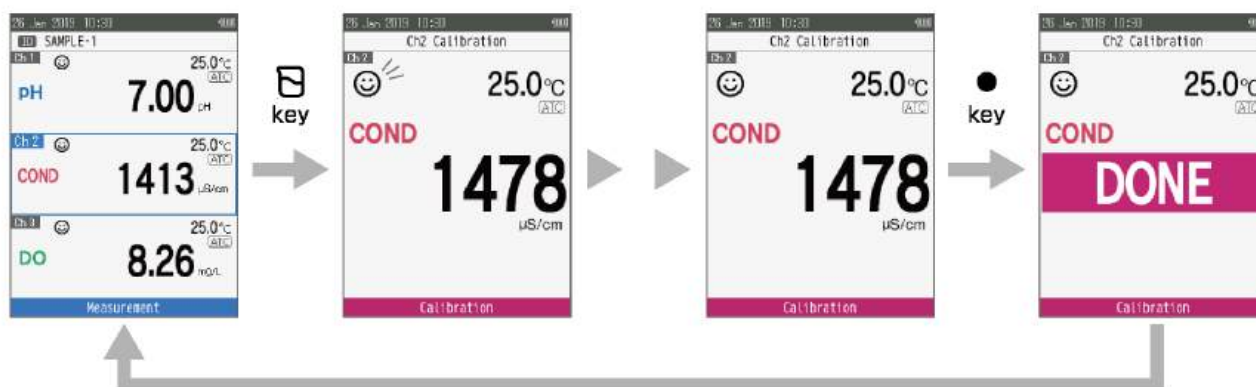 26 Jan 2019 10:30
ID SAMPLE-1
Ch 1
25.0°C
ATC
pH
7.00 pH
Ch 2
25.0°C
ATC
COND
1413 µS/cm
Ch 3
25.0°C
ATC
DO
8.26 mg/L
Measurement
key
26 Jan 2019 10:30
Ch2 Calibration
Ch 2
25.0°C
ATC
COND
1478
µS/cm
Calibration
26 Jan 2019 10:30
Ch2 Calibration
Ch 2
25.0°C
ATC
COND
1478
µS/cm
Calibration
key
26 Jan 2019 10:30
Ch2 Calibration
Ch 2
25.0°C
ATC
COND
DONE
Calibration